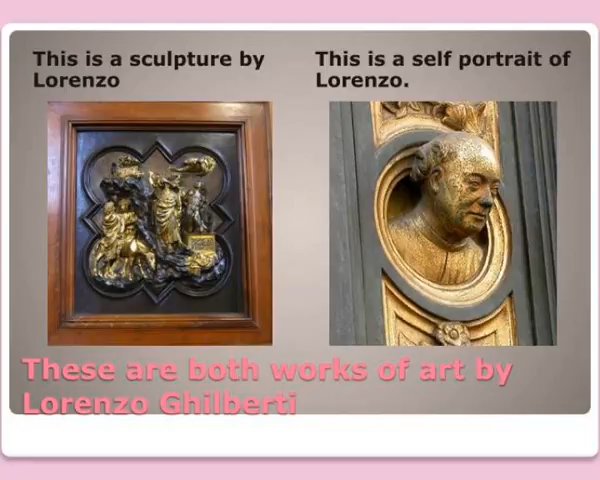 This is a sculpture by
Lorenzo
This is a self portrait of
Lorenzo.
These are both works of art by
Lorenzo Ghilberti